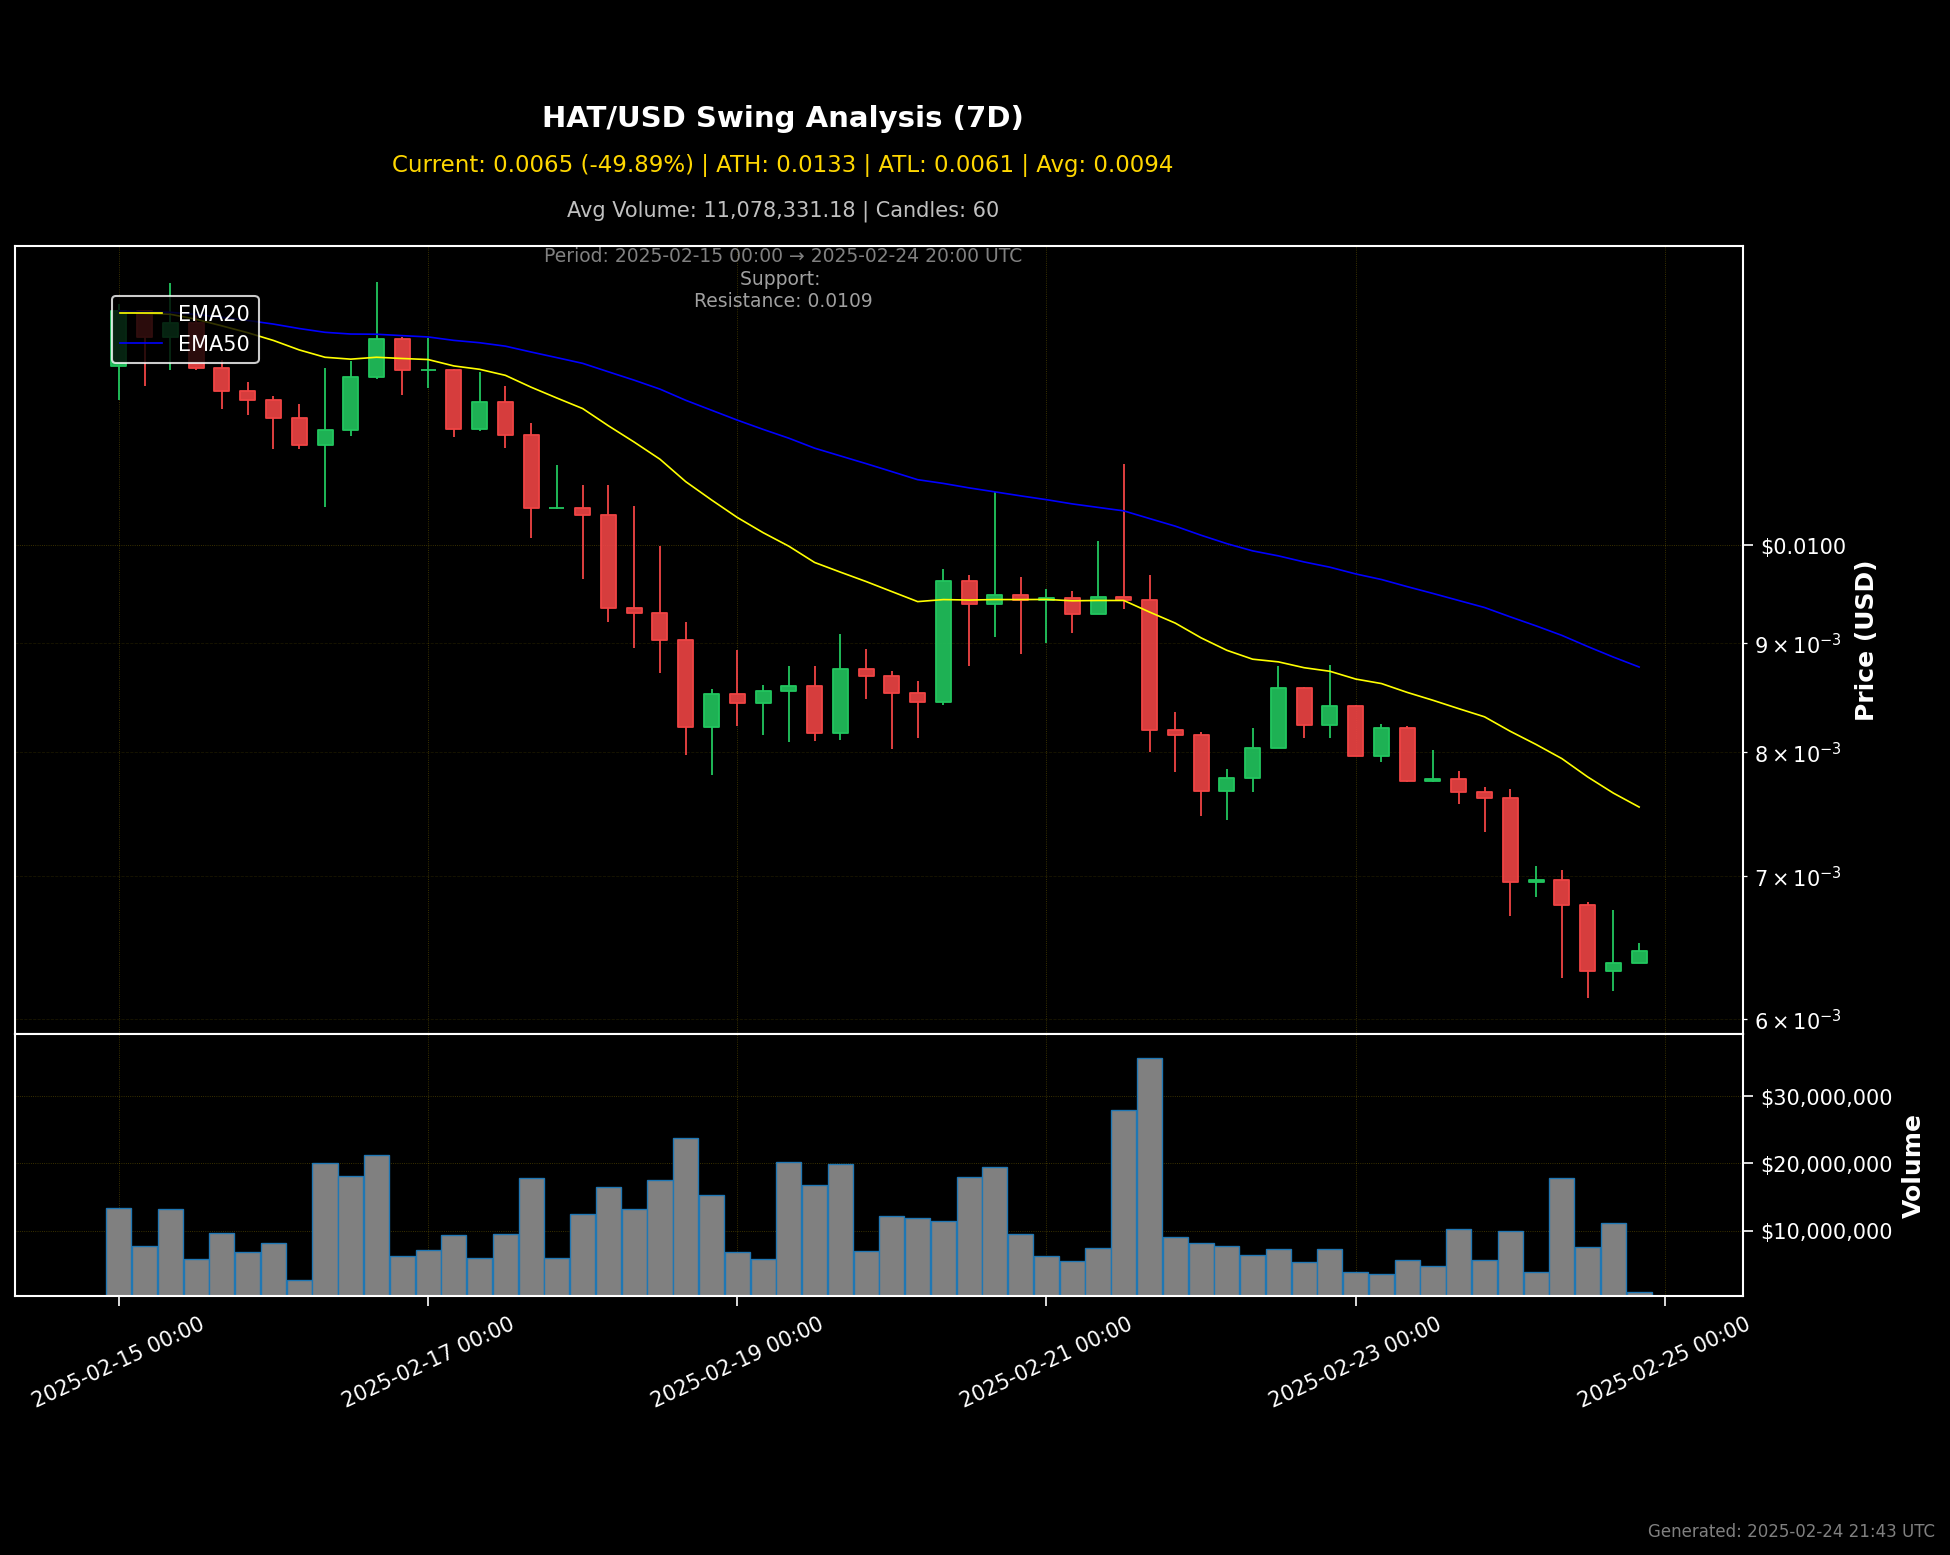 HAT/USD Swing Analysis (7D)
Current: 0.0065 (-49.89%) | ATH: 0.0133 | ATL: 0.0061 | Avg: 0.0094
Avg Volume: 11,078,331.18 | Candles: 60
Period: 2025-02-15 00:00 → 2025-02-24 20:00 UTC
Support:
Resistance: 0.0109
EMA20
EMA50
$0.0100
9 × 10⁻³
8 × 10⁻³
7 × 10⁻³
6 × 10⁻³
Price (USD)
$30,000,000
$20,000,000
$10,000,000
Volume
2025-02-15 00:00
2025-02-17 00:00
2025-02-19 00:00
2025-02-21 00:00
2025-02-23 00:00
2025-02-25 00:00
Generated: 2025-02-24 21:43 UTC